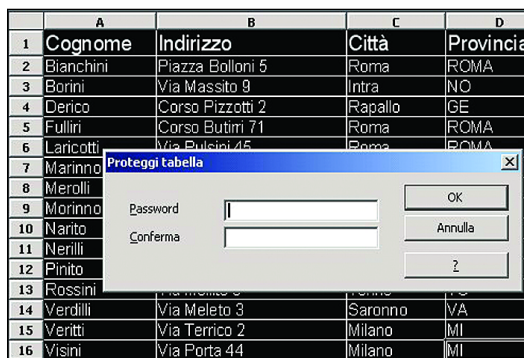 A B C D
1 Cognome Indirizzo Città Provincia
2 Bianchini Piazza Bolloni 5 Roma ROMA
3 Borini Via Massito 9 Intra NO
4 Derico Corso Pizzotti 2 Rapallo GE
5 Fulliri Corso Butirri 71 Roma ROMA
6 Laricotti Via Pulsini 45 Roma ROMA
7 Marinno
8 Merolli
9 Morinno
10 Narito
11 Nerilli
12 Pinito
13 Rossini
14 Verdilli Via Meleto 3 Saronno VA
15 Veritti Via Terrico 2 Milano MI
16 Visini Via Porta 44 Milano MI
Proteggi tabella
Password
Conferma
OK
Annulla
?